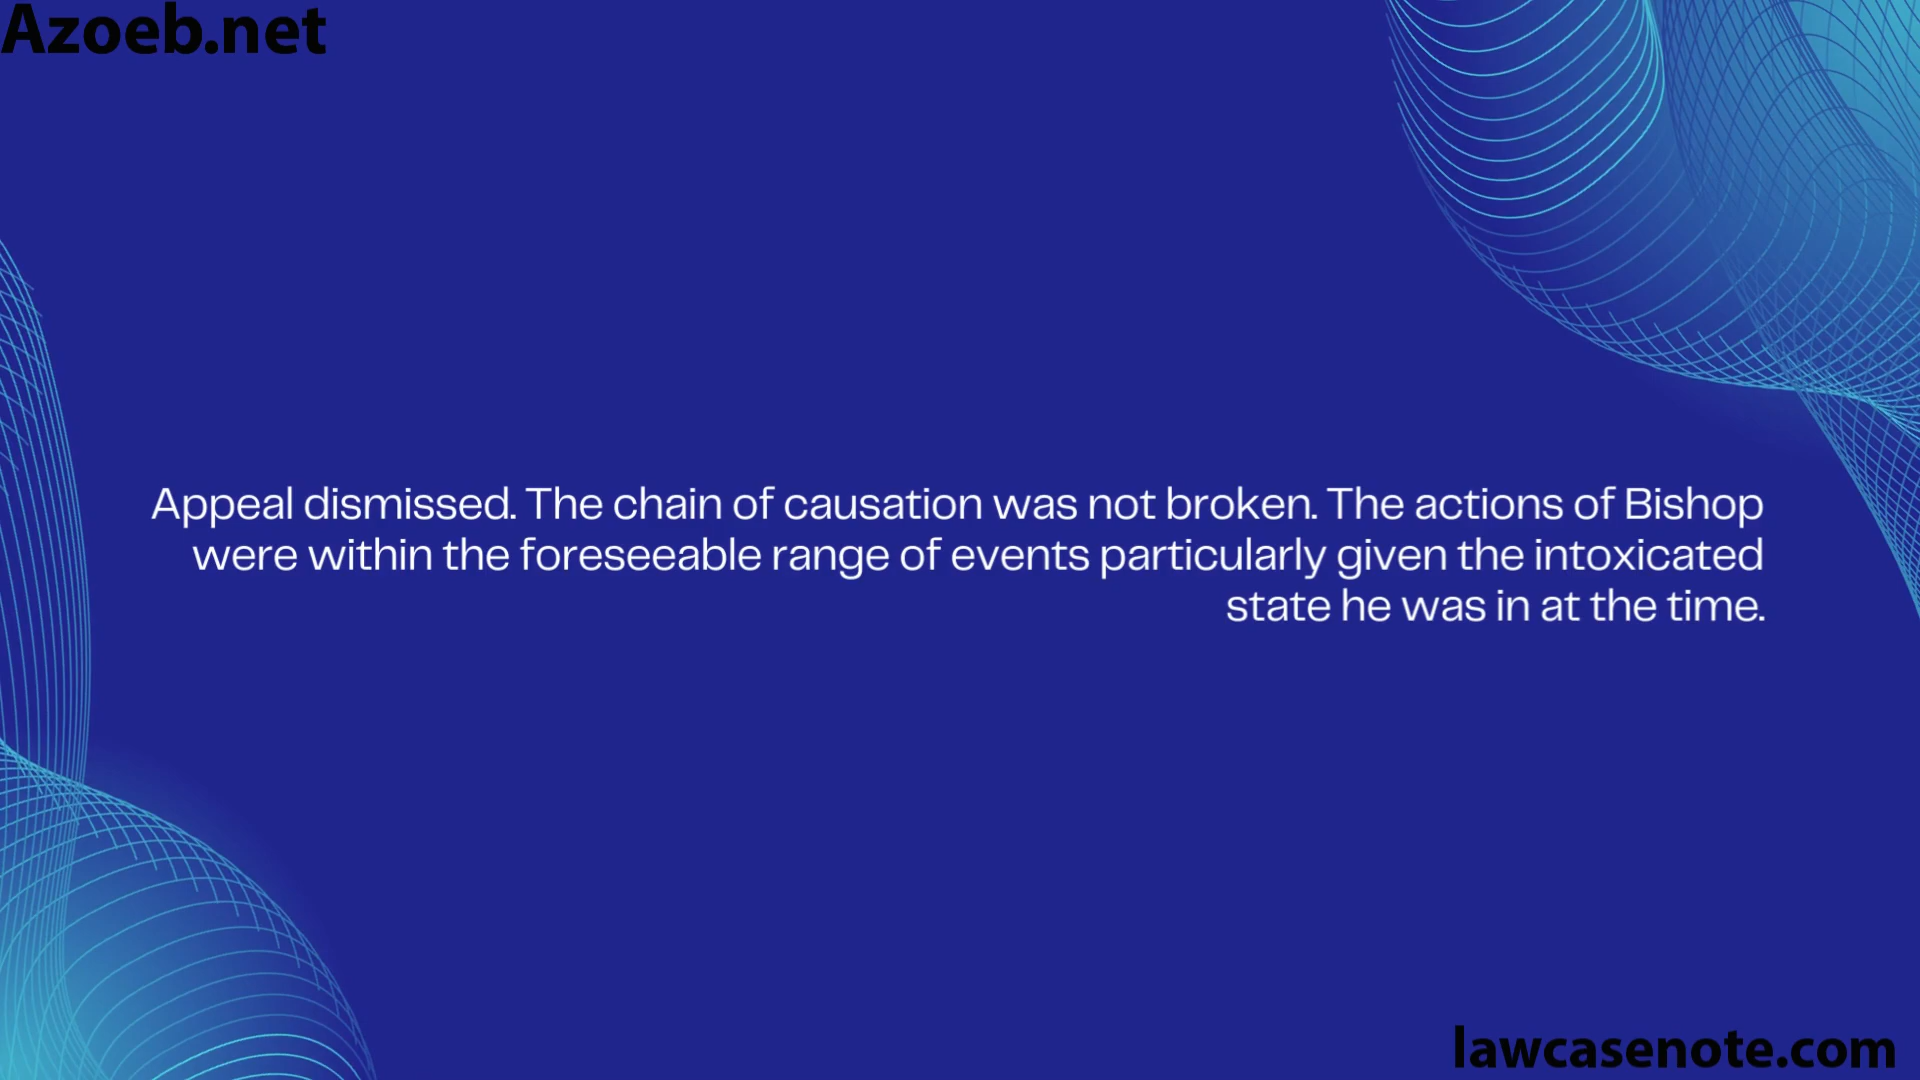 Azoeb.net
Appeal dismissed. The chain of causation was not broken. The actions of Bishop
were within the foreseeable range of events particularly given the intoxicated
state he was in at the time.
lawcasenote.com